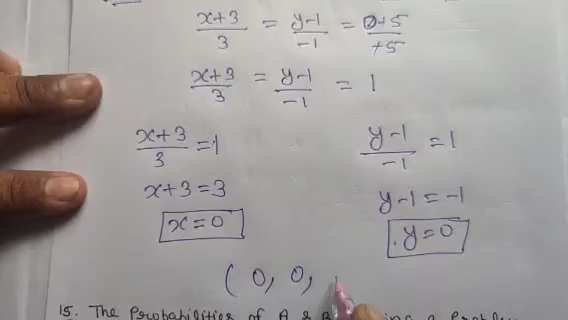 x+3/3 = y-1/-1 = 0+5/+5
x+3/3 = y-1/-1 = 1
x+3/3 = 1    y-1/-1 = 1
x+3=3    y-1=-1
x=0    y=0
( 0, 0,
15. The Probabilities of A & B